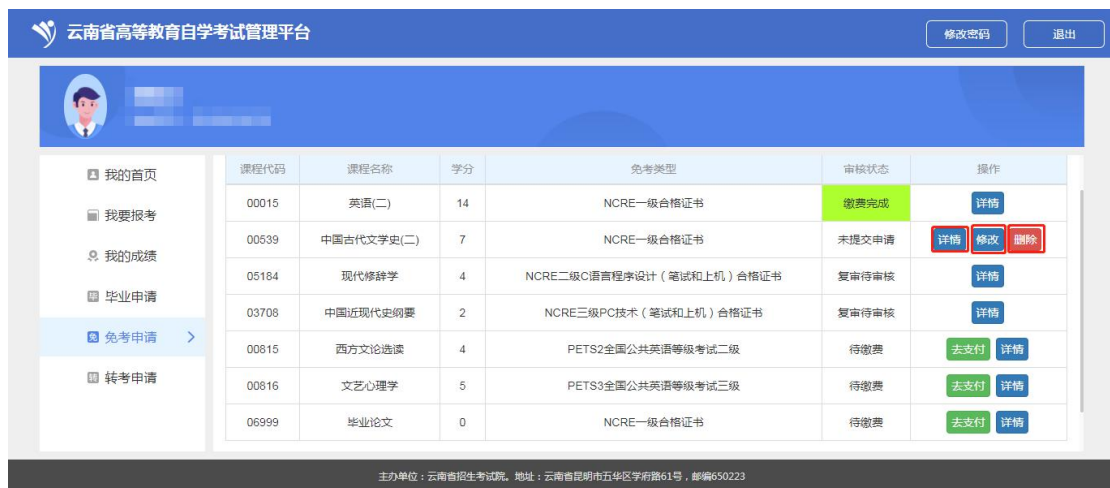 云南省高等教育自学考试管理平台 修改密码 退出
我的首页
我要报考
我的成绩
毕业申请
免 免考申请 >
转 转考申请
课程代码 课程名称 学分 免考类型 审核状态 操作
00015 英语(二) 14 NCRE一级合格证书 缴费完成 详情
00539 中国古代文学史(二) 7 NCRE一级合格证书 未提交申请 详情 修改 删除
05184 现代修辞学 4 NCRE二级C语言程序设计（笔试和上机）合格证书 复审待审核 详情
03708 中国近现代史纲要 2 NCRE三级PC技术（笔试和上机）合格证书 复审待审核 详情
00815 西方文论选读 4 PETS2全国公共英语等级考试二级 待缴费 去支付 详情
00816 文艺心理学 5 PETS3全国公共英语等级考试三级 待缴费 去支付 详情
06999 毕业论文 0 NCRE一级合格证书 待缴费 去支付 详情
主办单位：云南省招生考试院。地址：云南省昆明市五华区学府路61号，邮编650223